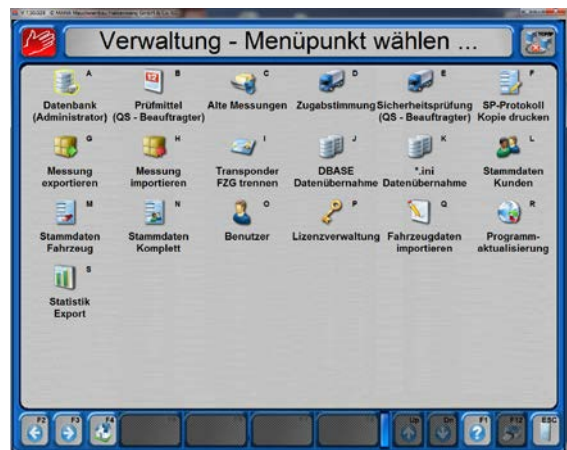 Verwaltung - Menüpunkt wählen ...
A B C D E F
Datenbank (Administrator)
Prüfmittel (QS - Beauftragter)
Alte Messungen
Zugabstimmung
Sicherheitsprüfung (QS - Beauftragter)
SP-Protokoll Kopie drucken
G H I J K L
Messung exportieren
Messung importieren
Transponder FZG trennen
DBASE Datenübernahme
*.ini Datenübernahme
Stammdaten Kunden
M N O P Q R
Stammdaten Fahrzeug
Stammdaten Komplett
Benutzer
Lizenzverwaltung
Fahrzeugdaten importieren
Programm-aktualisierung
S
Statistik Export
F2 F3 F4 Up Dn F1 F12 ESC